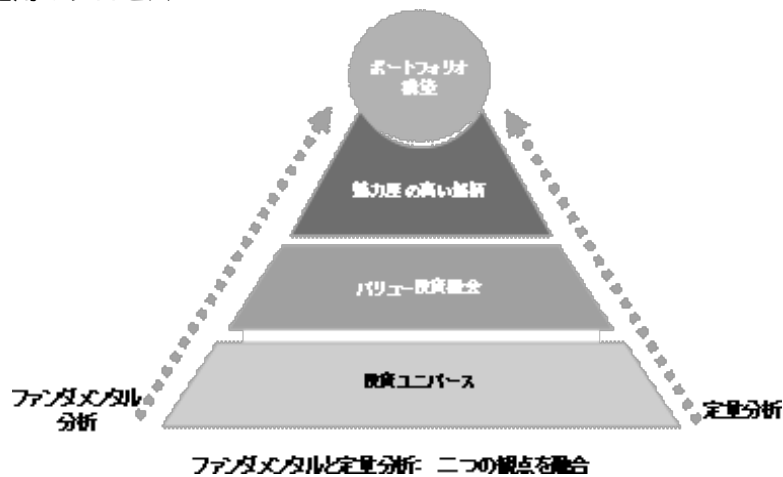 ポートフォリオ
構築
魅力度の高い銘柄
バリュー投資機会
投資ユニバース
ファンダメンタル
分析
定量分析
ファンダメンタルと定量分析: 二つの観点を融合